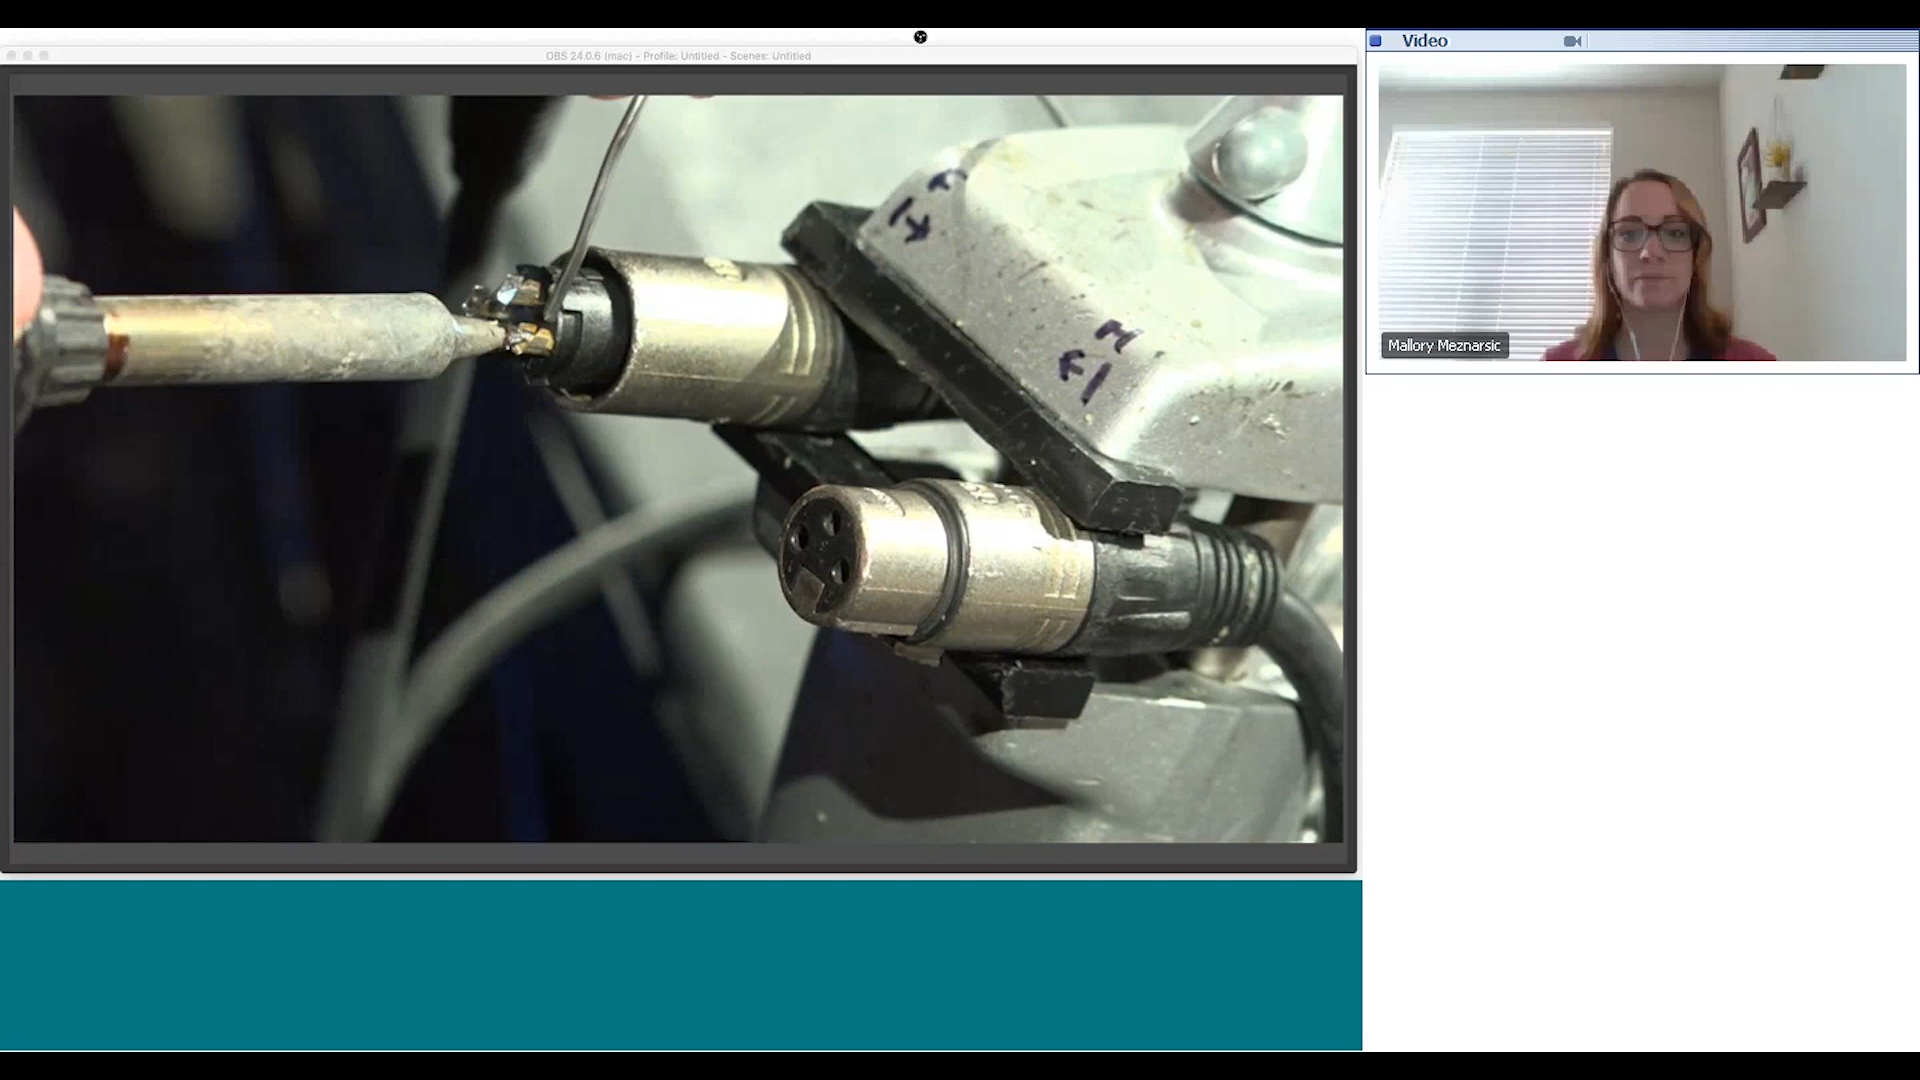 OBS 24.0.6 (mac) - Profile: Untitled - Scenes: Untitled
Video
Mallory Meznarsic